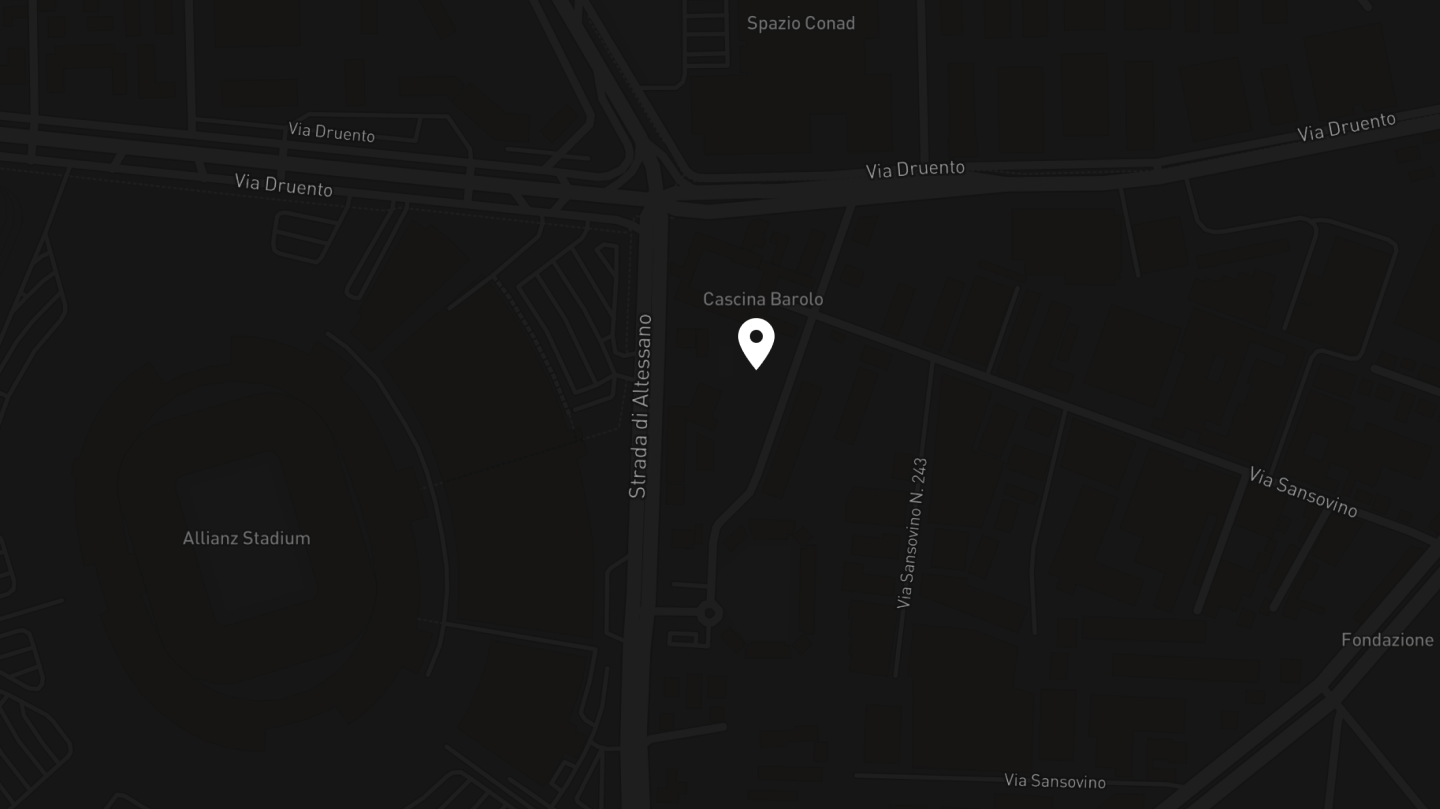 Spazio Conad
Via Druento
Via Druento
Via Druento
Via Druento
Cascina Barolo
Strada di Altessano
Via Sansovino N. 243
Via Sansovino
Allianz Stadium
Fondazione
Via Sansovino